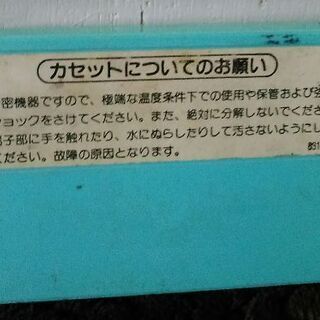 カセットについてのお願い
密機器ですので、極端な温度条件下での使用や保管および
ショックをさけてください。また、絶対に分解しないでくださ
端子部に手を触れたり、水にぬらしたりして汚さないようにし
ください。故障の原因となります。